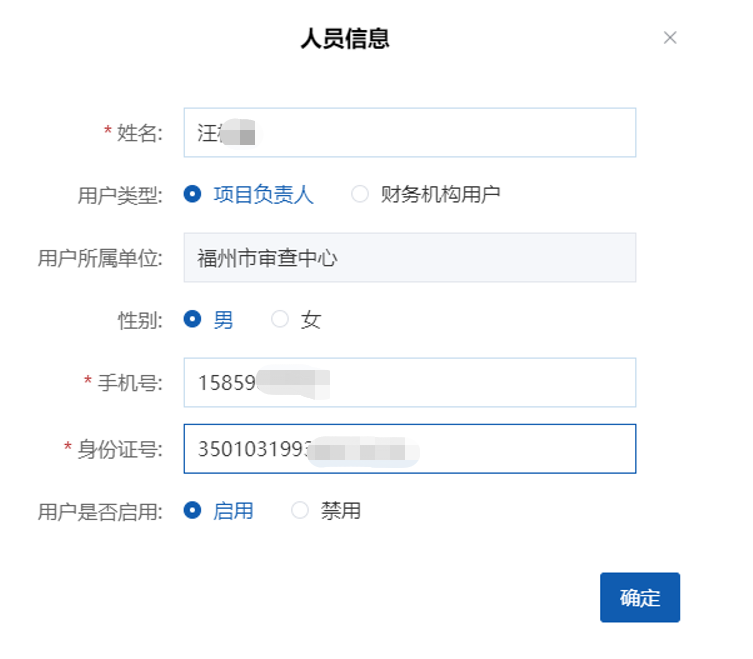 人员信息
* 姓名: 汪
用户类型: 项目负责人 财务机构用户
用户所属单位: 福州市审查中心
性别: 男 女
* 手机号: 15859
* 身份证号: 350103199
用户是否启用: 启用 禁用
确定